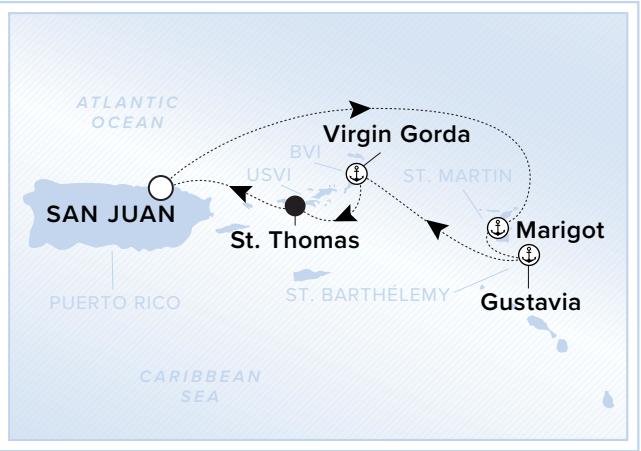 ATLANTIC
OCEAN
Virgin Gorda
BVI
USVI
ST. MARTIN
SAN JUAN
Marigot
St. Thomas
PUERTO RICO
ST. BARTHÉLEMY
Gustavia
CARIBBEAN
SEA